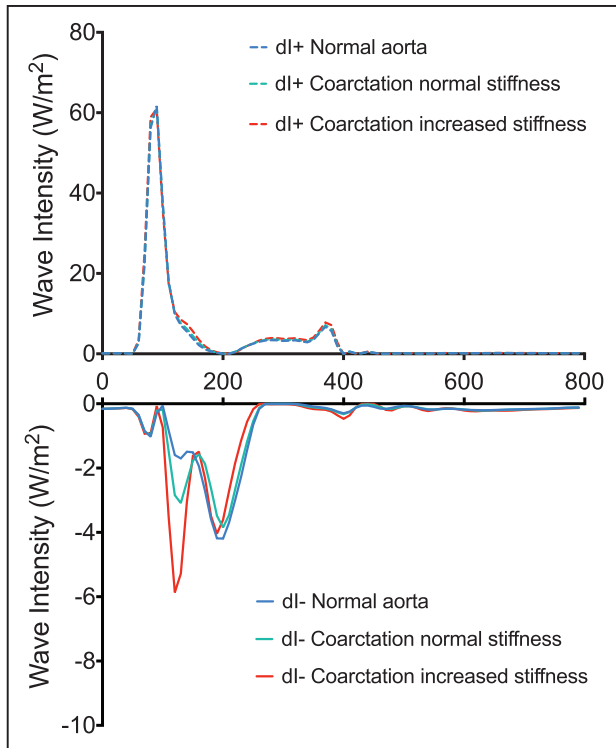 80
60
40
20
0
Wave Intensity (W/m²)
dI+ Normal aorta
dI+ Coarctation normal stiffness
dI+ Coarctation increased stiffness
0 200 400 600 800
0
-2
-4
-6
-8
-10
Wave Intensity (W/m²)
dI- Normal aorta
dI- Coarctation normal stiffness
dI- Coarctation increased stiffness